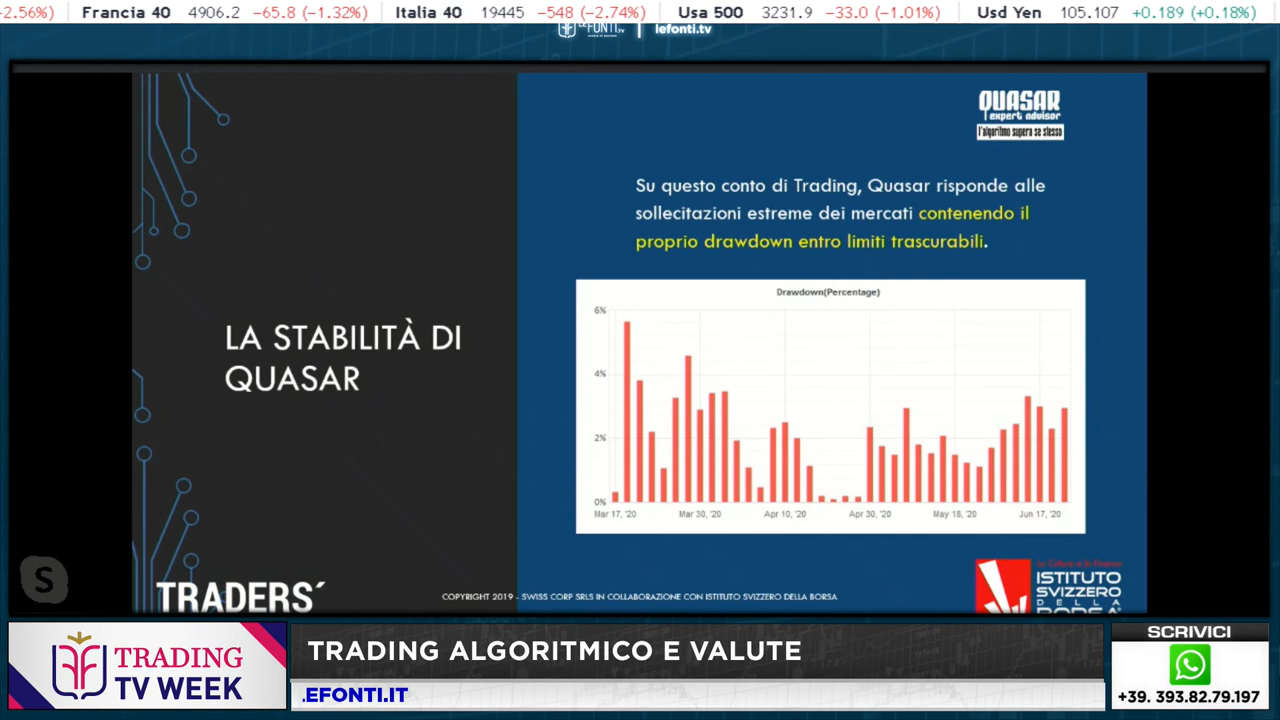 -2.56%) Francia 40 4906.2 -65.8 (-1.32%) Italia 40 19445 -548 (-2.74%) Usa 500 3231.9 -33.0 (-1.01%) Usd Yen 105.107 +0.189 (+0.18%)
LE FONTI.TV lefonti.tv
QUASAR
expert advisor
l'algoritmo supera se stesso
Su questo conto di Trading, Quasar risponde alle
sollecitazioni estreme dei mercati contenendo il
proprio drawdown entro limiti trascurabili.
LA STABILITÀ DI
QUASAR
Drawdown(Percentage)
6%
4%
2%
0%
Mar 17, '20 Mar 30, '20 Apr 10, '20 Apr 30, '20 May 18, '20 Jun 17, '20
S
TRADERS´
COPYRIGHT 2019 - SWISS CORP SRLS IN COLLABORAZIONE CON ISTITUTO SVIZZERO DELLA BORSA
ISTITUTO
SVIZZERO
DELLA
BORSA
TRADING
TV WEEK
TRADING ALGORITMICO E VALUTE
.EFONTI.IT
SCRIVICI
+39. 393.82.79.197